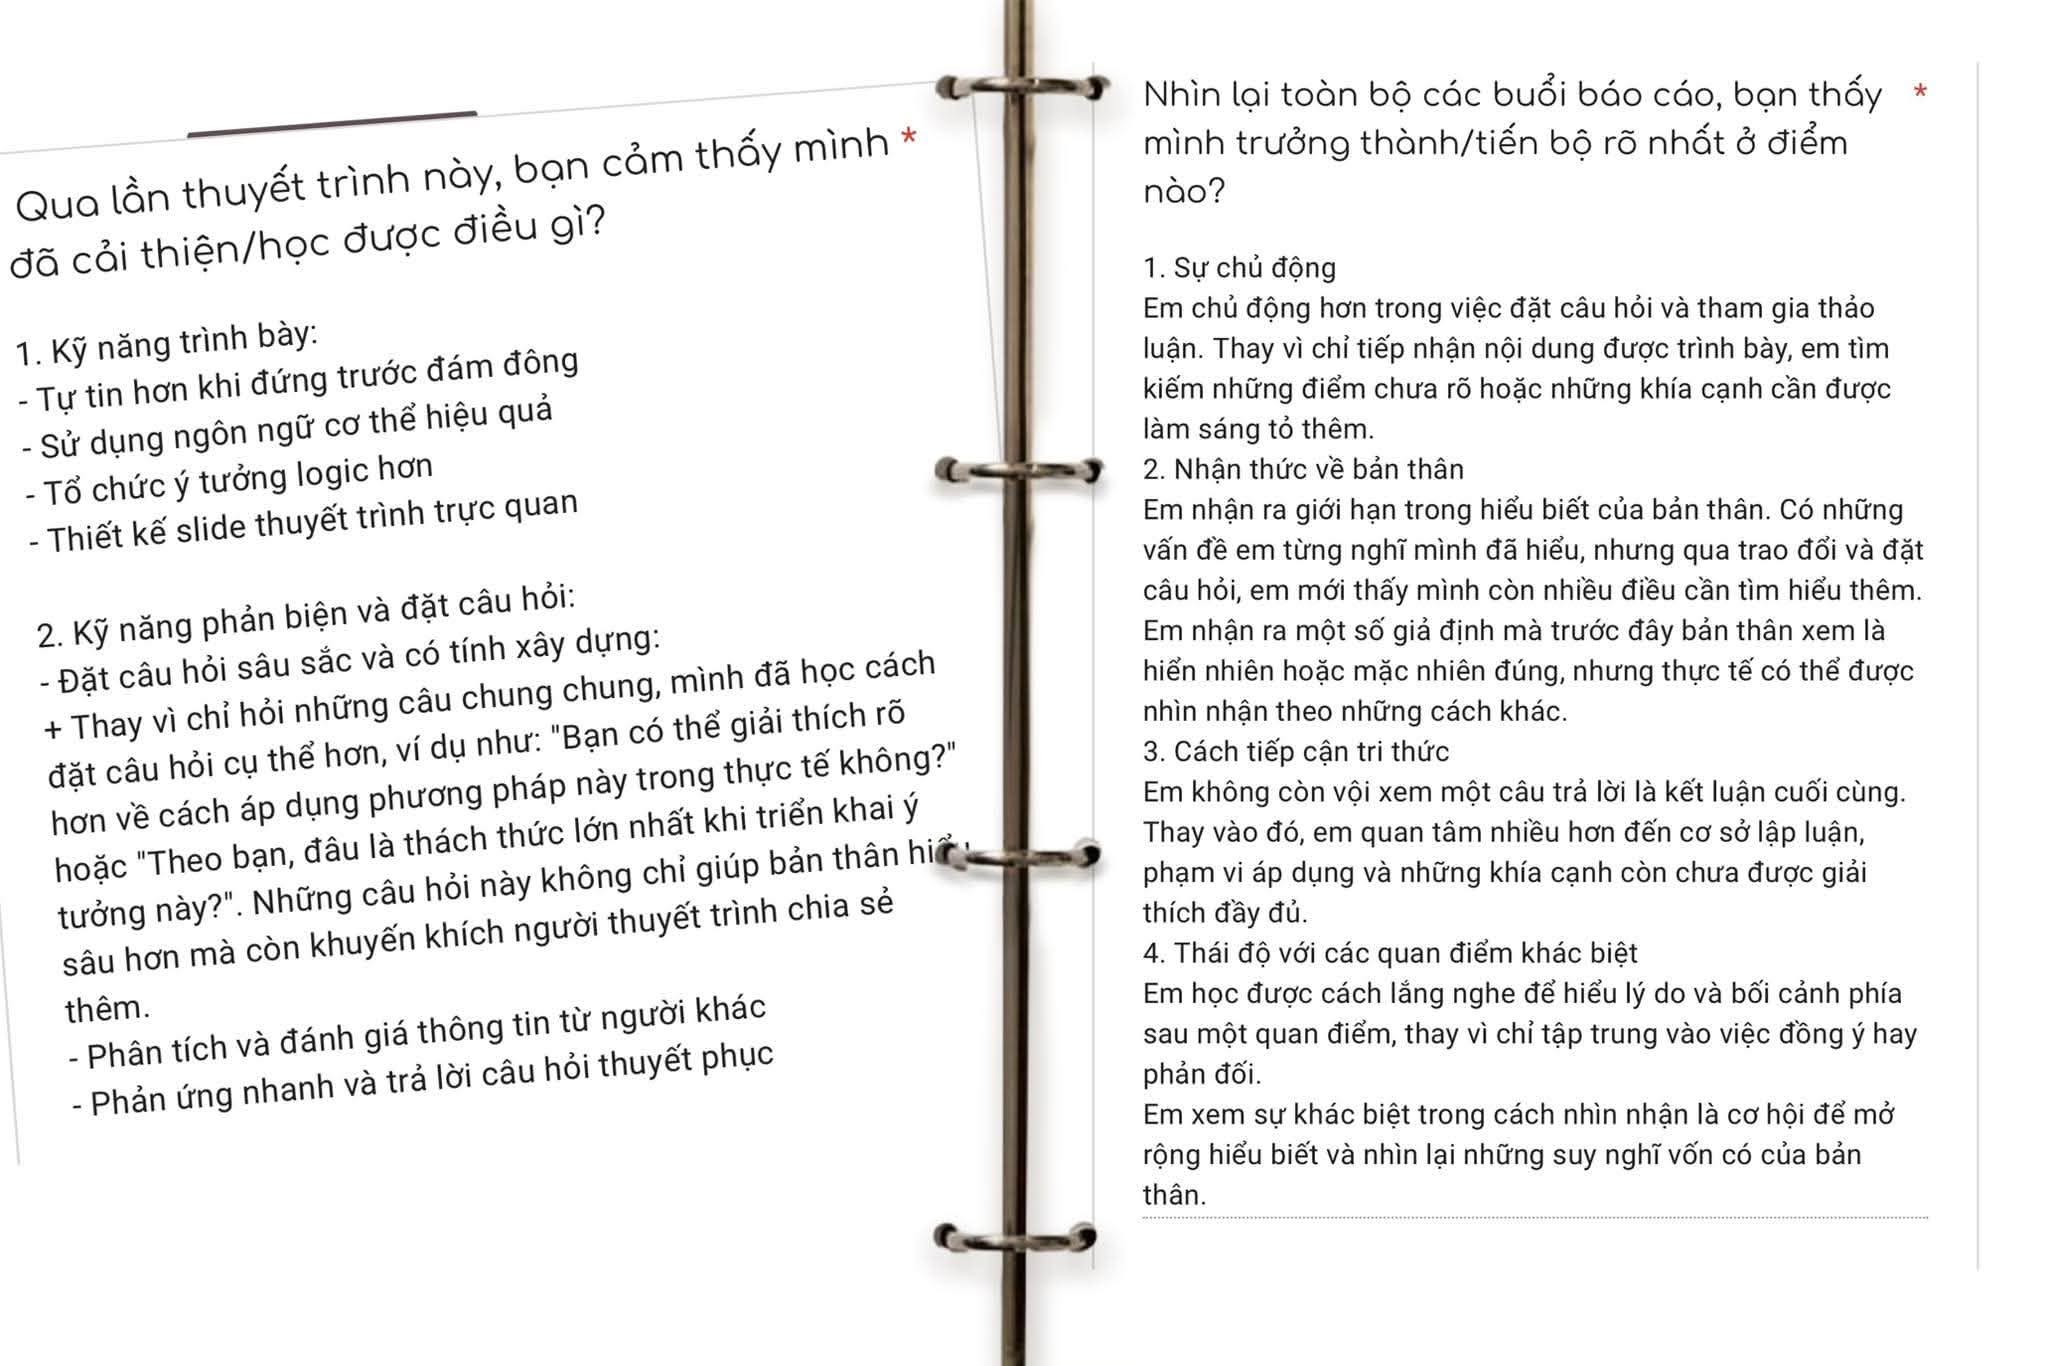 Qua lần thuyết trình này, bạn cảm thấy mình *
đã cải thiện/học được điều gì?
1. Kỹ năng trình bày:
- Tự tin hơn khi đứng trước đám đông
- Sử dụng ngôn ngữ cơ thể hiệu quả
- Tổ chức ý tưởng logic hơn
- Thiết kế slide thuyết trình trực quan
2. Kỹ năng phản biện và đặt câu hỏi:
- Đặt câu hỏi sâu sắc và có tính xây dựng:
+ Thay vì chỉ hỏi những câu chung chung, mình đã học cách
đặt câu hỏi cụ thể hơn, ví dụ như: "Bạn có thể giải thích rõ
hơn về cách áp dụng phương pháp này trong thực tế không?"
hoặc "Theo bạn, đâu là thách thức lớn nhất khi triển khai ý
tưởng này?". Những câu hỏi này không chỉ giúp bản thân hiểu
sâu hơn mà còn khuyến khích người thuyết trình chia sẻ
thêm.
- Phân tích và đánh giá thông tin từ người khác
- Phản ứng nhanh và trả lời câu hỏi thuyết phục
Nhìn lại toàn bộ các buổi báo cáo, bạn thấy *
mình trưởng thành/tiến bộ rõ nhất ở điểm
nào?
1. Sự chủ động
Em chủ động hơn trong việc đặt câu hỏi và tham gia thảo
luận. Thay vì chỉ tiếp nhận nội dung được trình bày, em tìm
kiếm những điểm chưa rõ hoặc những khía cạnh cần được
làm sáng tỏ thêm.
2. Nhận thức về bản thân
Em nhận ra giới hạn trong hiểu biết của bản thân. Có những
vấn đề em từng nghĩ mình đã hiểu, nhưng qua trao đổi và đặt
câu hỏi, em mới thấy mình còn nhiều điều cần tìm hiểu thêm.
Em nhận ra một số giả định mà trước đây bản thân xem là
hiển nhiên hoặc mặc nhiên đúng, nhưng thực tế có thể được
nhìn nhận theo những cách khác.
3. Cách tiếp cận tri thức
Em không còn vội xem một câu trả lời là kết luận cuối cùng.
Thay vào đó, em quan tâm nhiều hơn đến cơ sở lập luận,
phạm vi áp dụng và những khía cạnh còn chưa được giải
thích đầy đủ.
4. Thái độ với các quan điểm khác biệt
Em học được cách lắng nghe để hiểu lý do và bối cảnh phía
sau một quan điểm, thay vì chỉ tập trung vào việc đồng ý hay
phản đối.
Em xem sự khác biệt trong cách nhìn nhận là cơ hội để mở
rộng hiểu biết và nhìn lại những suy nghĩ vốn có của bản
thân.